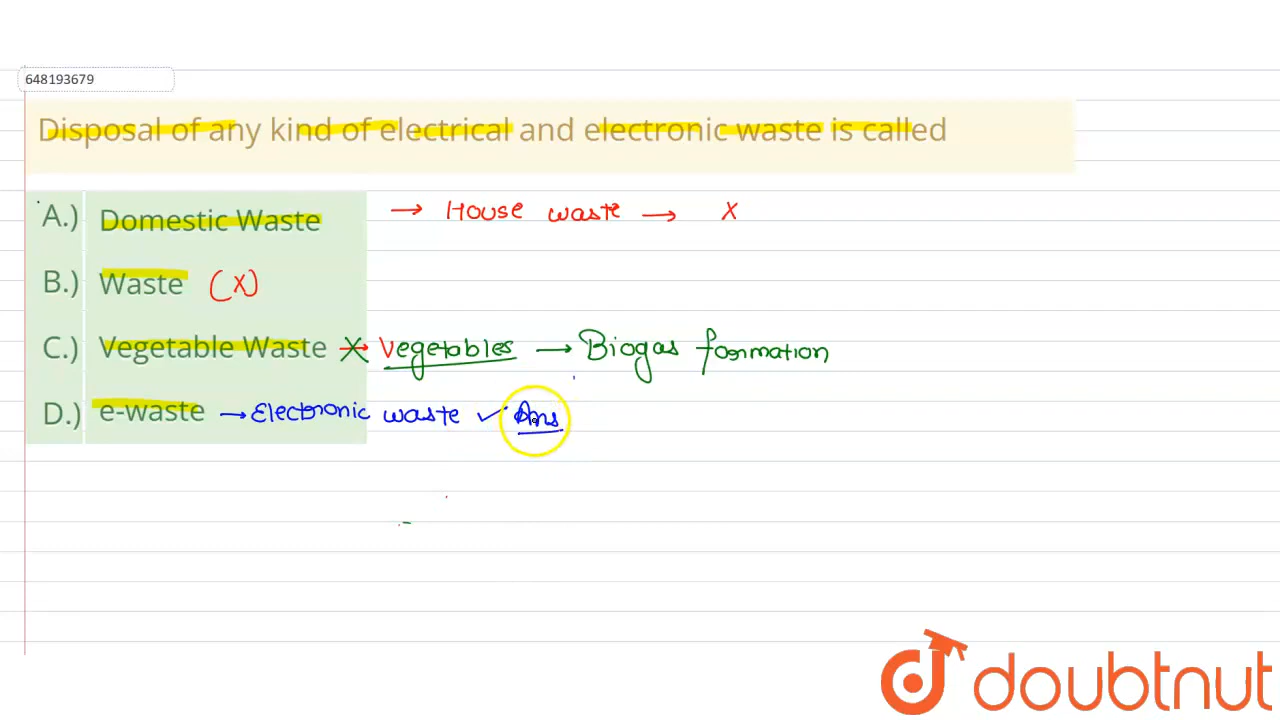 648193679
Disposal of any kind of electrical and electronic waste is called
A.) Domestic Waste → House waste → X
B.) Waste (X)
C.) Vegetable Waste X → Vegetables → Biogas formation
D.) e-waste → Electronic waste ✓ Ans
doubtnut